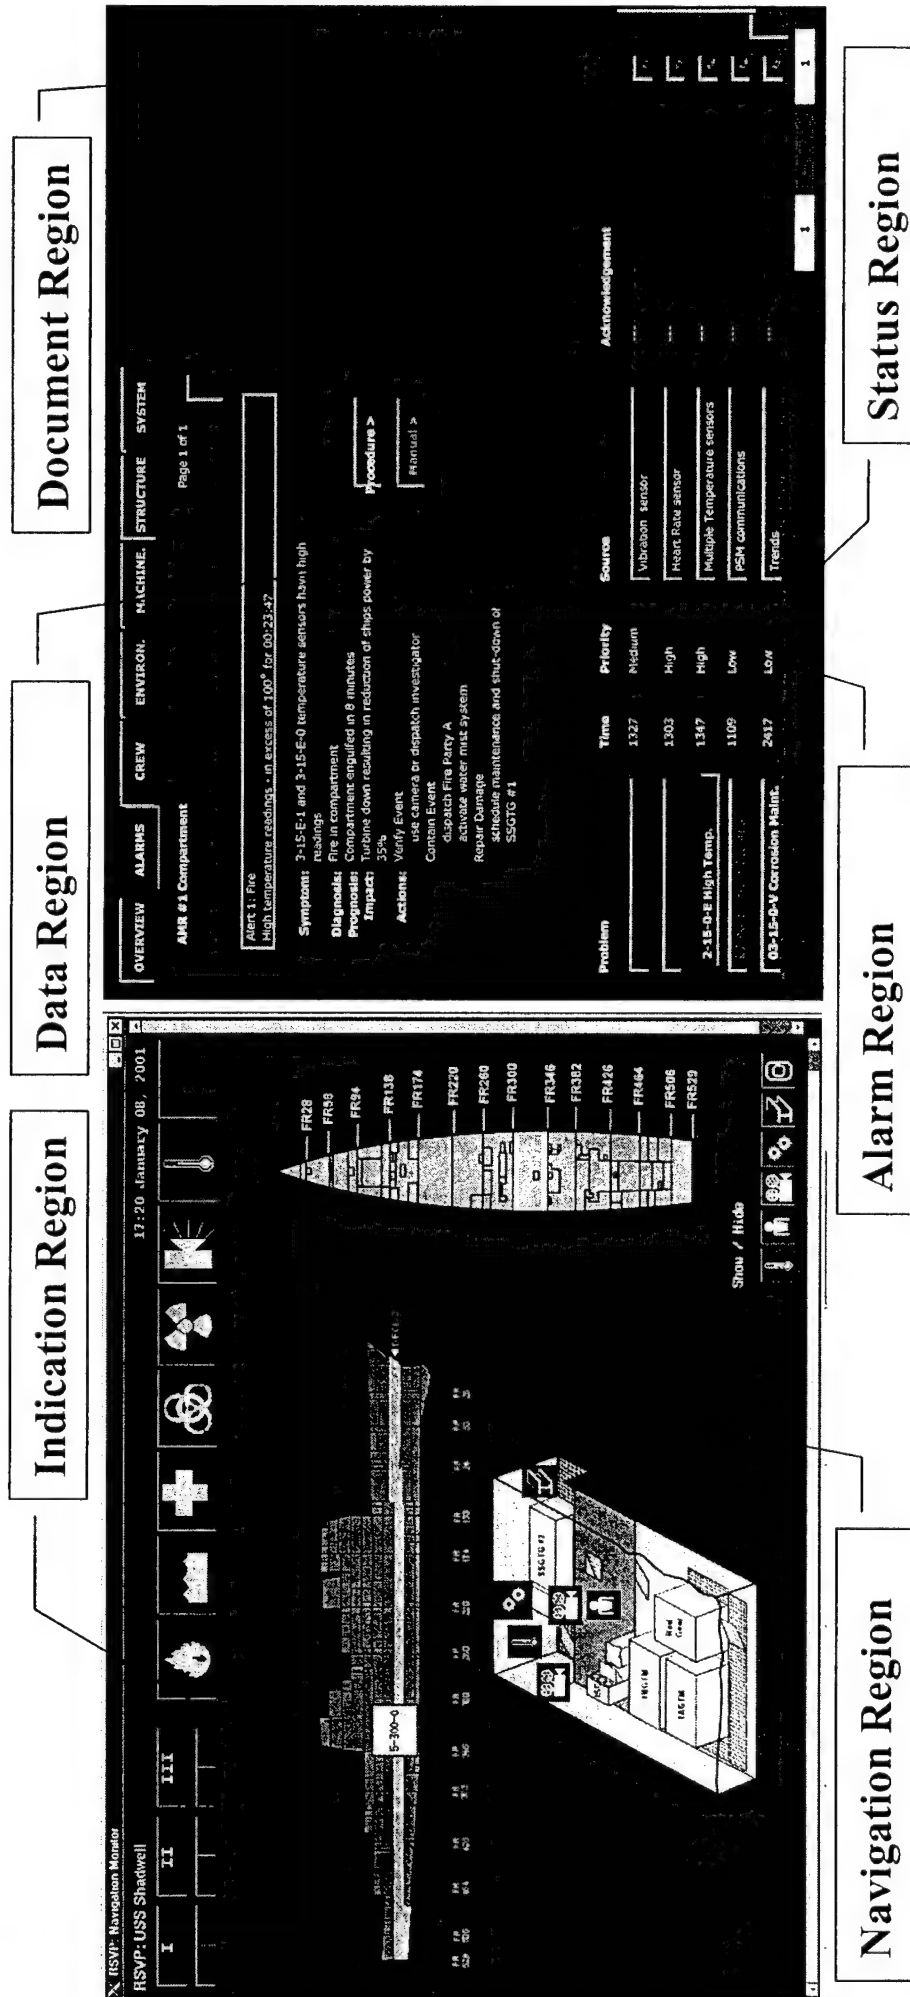 Indication Region
Data Region
Document Region
RSVP: Navigation Monitor
RSVP: USS Shadwell
17:20 January 08, 2001
I
II
III
5-300-0
FR28
FR58
FR94
FR138
FR174
FR220
FR260
FR300
FR346
FR382
FR426
FR464
FR506
FR529
SSGTG #2
Red Gear
Show / Hide
OVERVIEW
ALARMS
CREW
ENVIRON.
MACHINE.
STRUCTURE
SYSTEM
AMR #1 Compartment
Page 1 of 1
Alert 1: Fire
High temperature readings - in excess of 100° for 00:23:47
Symptom: 3-15-E-1 and 3-15-E-0 temperature sensors have high
readings
Diagnosis: Fire in compartment
Prognosis: Compartment engulfed in 8 minutes
Impact: Turbine down resulting in reduction of ships power by
35%
Actions: Verify Event
use camera or dispatch investigator
Contain Event
dispatch Fire Party A
activate water mist system
Repair Damage
schedule maintenance and shut-down of
SSGTG #1
Procedure >
Manual >
Problem Time Priority Source Acknowledgement
1327 Medium Vibration sensor ---
1303 High Heart Rate sensor ---
2-15-0-E High Temp. 1347 High Multiple Temperature sensors ---
1109 Low PSM communications ---
03-15-0-V Corrosion Maint. 2417 Low Trends ---
1
1
Navigation Region
Alarm Region
Status Region